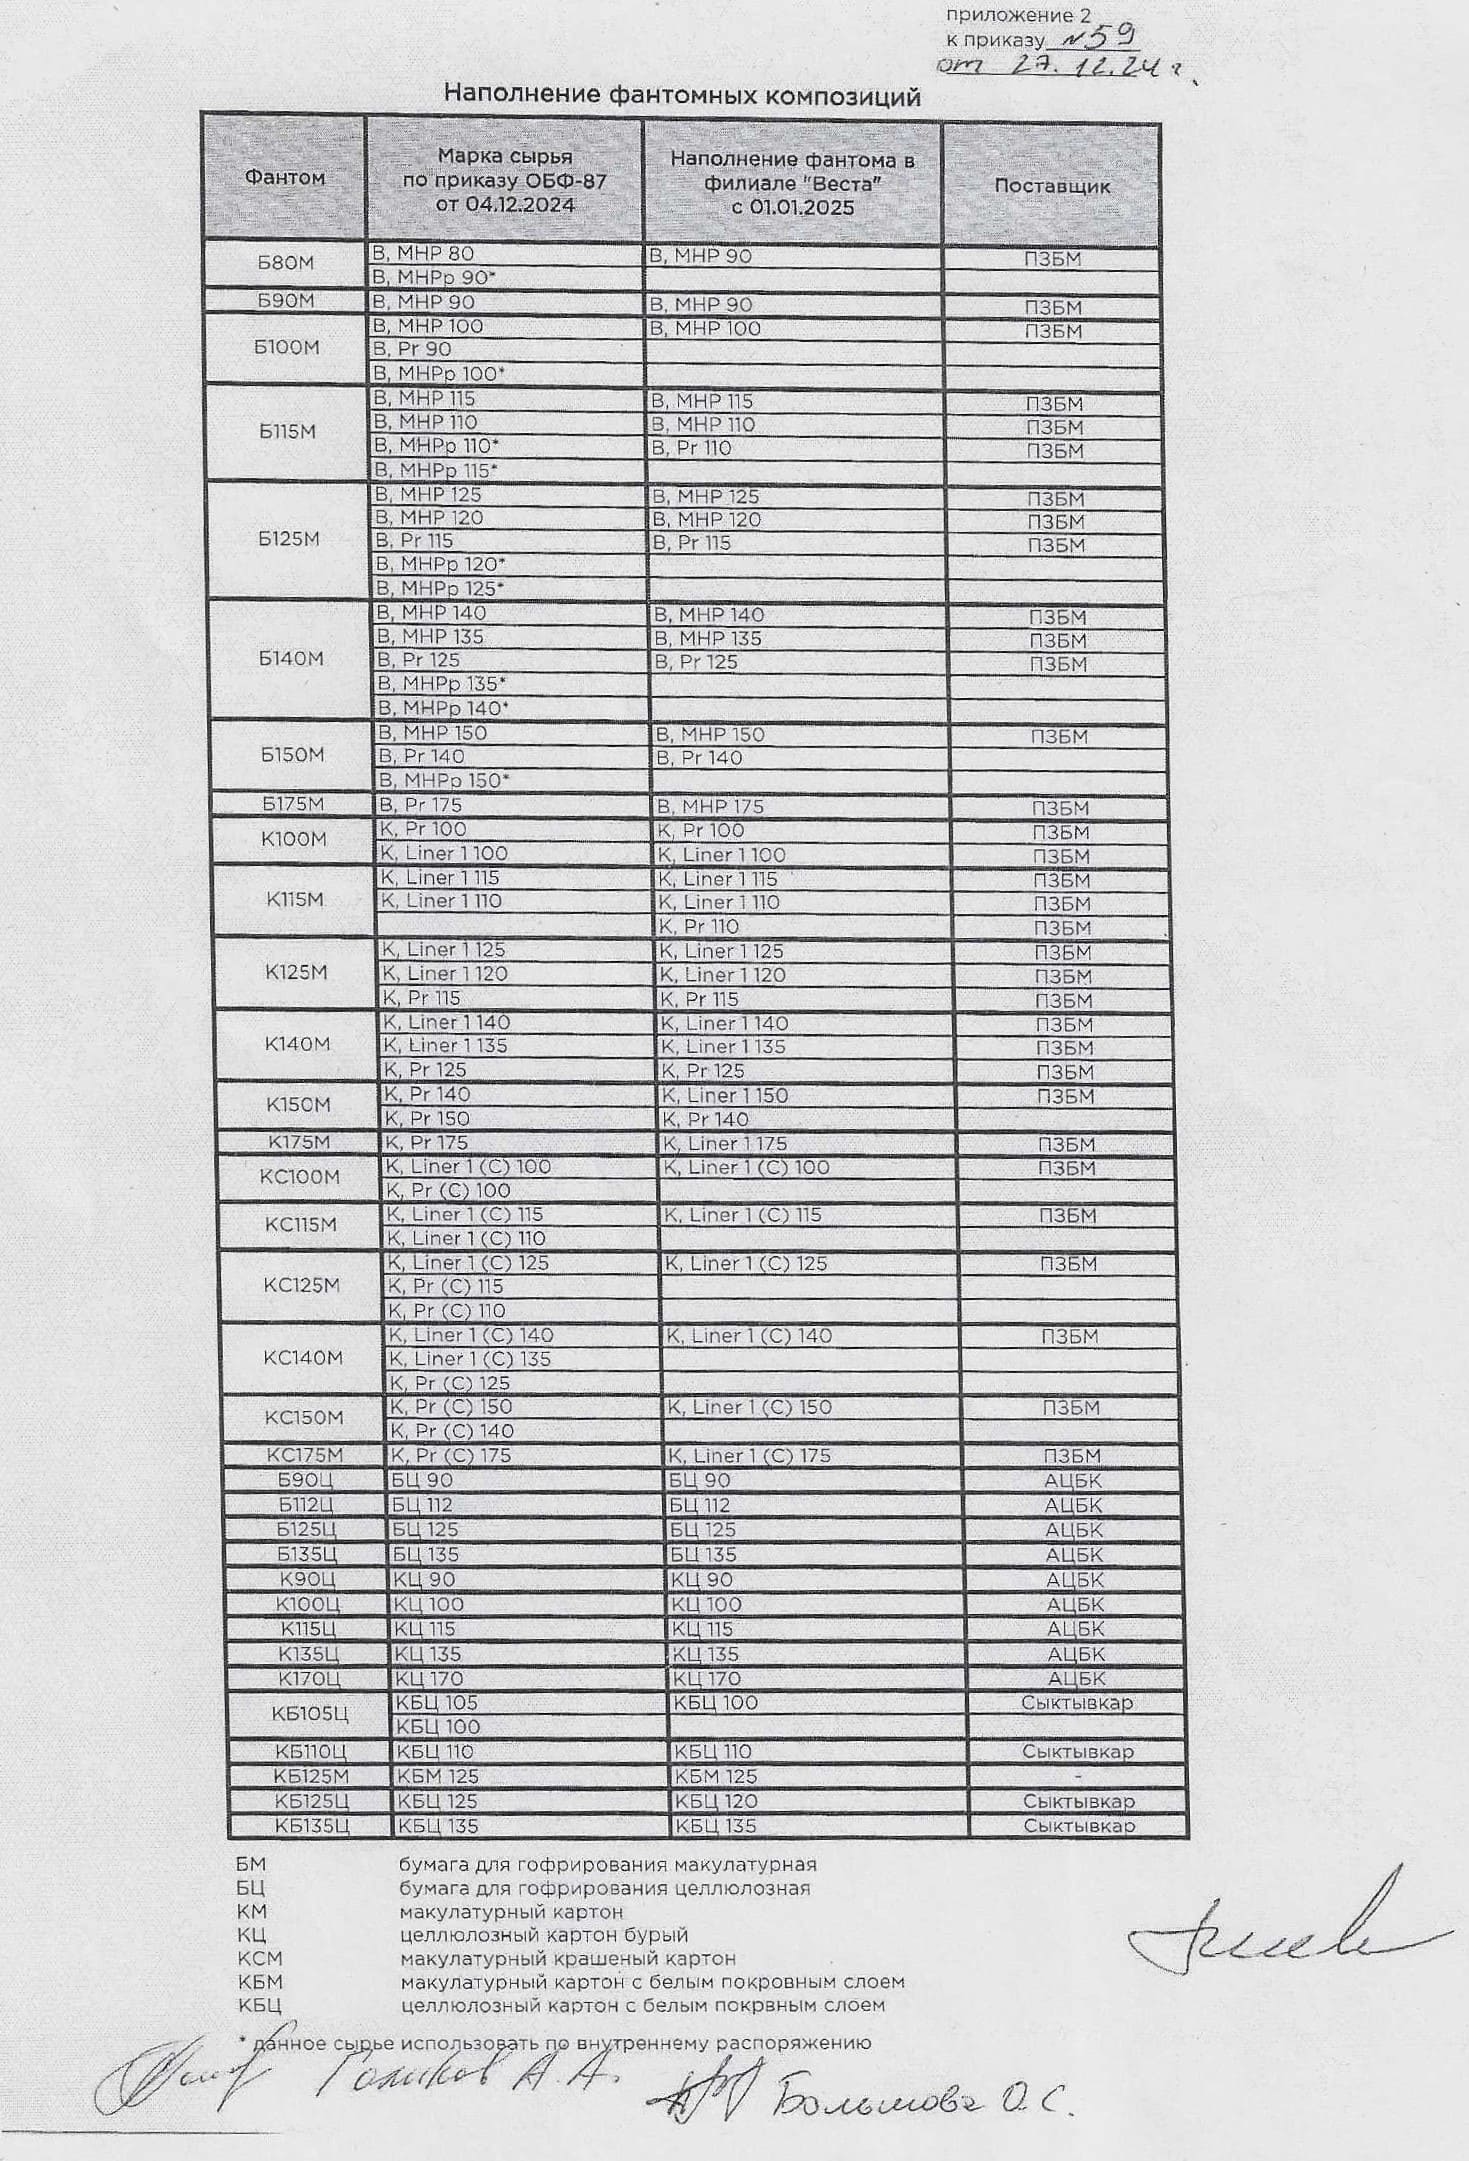 приложение 2
к приказу №59
от 27.12.24г.
Наполнение фантомных композиций
Фантом | Марка сырья по приказу ОБФ-87 от 04.12.2024 | Наполнение фантома в филиале "Веста" с 01.01.2025 | Поставщик
Б80М | В, МНР 80 | В, МНР 90 | ПЗБМ
В, МНРр 90*
Б90М | В, МНР 90 | В, МНР 90 | ПЗБМ
Б100М | В, МНР 100 | В, МНР 100 | ПЗБМ
В, Pr 90
В, МНРр 100*
Б115М | В, МНР 115 | В, МНР 115 | ПЗБМ
В, МНР 110 | В, МНР 110 | ПЗБМ
В, МНРр 110* | В, Pr 110 | ПЗБМ
В, МНРр 115*
Б125М | В, МНР 125 | В, МНР 125 | ПЗБМ
В, МНР 120 | В, МНР 120 | ПЗБМ
В, Pr 115 | В, Pr 115 | ПЗБМ
В, МНРр 120*
В, МНРр 125*
Б140М | В, МНР 140 | В, МНР 140 | ПЗБМ
В, МНР 135 | В, МНР 135 | ПЗБМ
В, Pr 125 | В, Pr 125 | ПЗБМ
В, МНРр 135*
В, МНРр 140*
Б150М | В, МНР 150 | В, МНР 150 | ПЗБМ
В, Pr 140 | В, Pr 140
В, МНРр 150*
Б175М | В, Pr 175 | В, МНР 175 | ПЗБМ
К100М | К, Pr 100 | К, Pr 100 | ПЗБМ
К, Liner 1 100 | К, Liner 1 100 | ПЗБМ
К115М | К, Liner 1 115 | К, Liner 1 115 | ПЗБМ
К, Liner 1 110 | К, Liner 1 110 | ПЗБМ
К, Pr 110 | ПЗБМ
К125М | К, Liner 1 125 | К, Liner 1 125 | ПЗБМ
К, Liner 1 120 | К, Liner 1 120 | ПЗБМ
К, Pr 115 | К, Pr 115 | ПЗБМ
К140М | К, Liner 1 140 | К, Liner 1 140 | ПЗБМ
К, Liner 1 135 | К, Liner 1 135 | ПЗБМ
К, Pr 125 | К, Pr 125 | ПЗБМ
К150М | К, Pr 140 | К, Liner 1 150 | ПЗБМ
К, Pr 150 | К, Pr 140
К175М | К, Pr 175 | К, Liner 1 175 | ПЗБМ
КС100М | К, Liner 1 (С) 100 | К, Liner 1 (С) 100 | ПЗБМ
К, Pr (С) 100
КС115М | К, Liner 1 (С) 115 | К, Liner 1 (С) 115 | ПЗБМ
К, Liner 1 (С) 110
КС125М | К, Liner 1 (С) 125 | К, Liner 1 (С) 125 | ПЗБМ
К, Pr (С) 115
К, Pr (С) 110
КС140М | К, Liner 1 (С) 140 | К, Liner 1 (С) 140 | ПЗБМ
К, Liner 1 (С) 135
К, Pr (С) 125
КС150М | К, Pr (С) 150 | К, Liner 1 (С) 150 | ПЗБМ
К, Pr (С) 140
КС175М | К, Pr (С) 175 | К, Liner 1 (С) 175 | ПЗБМ
Б90Ц | БЦ 90 | БЦ 90 | АЦБК
Б112Ц | БЦ 112 | БЦ 112 | АЦБК
Б125Ц | БЦ 125 | БЦ 125 | АЦБК
Б135Ц | БЦ 135 | БЦ 135 | АЦБК
К90Ц | КЦ 90 | КЦ 90 | АЦБК
К100Ц | КЦ 100 | КЦ 100 | АЦБК
К115Ц | КЦ 115 | КЦ 115 | АЦБК
К135Ц | КЦ 135 | КЦ 135 | АЦБК
К170Ц | КЦ 170 | КЦ 170 | АЦБК
КБ105Ц | КБЦ 105 | КБЦ 100 | Сыктывкар
КБЦ 100
КБ110Ц | КБЦ 110 | КБЦ 110 | Сыктывкар
КБ125М | КБМ 125 | КБМ 125 | -
КБ125Ц | КБЦ 125 | КБЦ 120 | Сыктывкар
КБ135Ц | КБЦ 135 | КБЦ 135 | Сыктывкар
БМ бумага для гофрирования макулатурная
БЦ бумага для гофрирования целлюлозная
КМ макулатурный картон
КЦ целлюлозный картон бурый
КСМ макулатурный крашеный картон
КБМ макулатурный картон с белым покровным слоем
КБЦ целлюлозный картон с белым покрвным слоем
* данное сырье использовать по внутреннему распоряжению
Голиков А.А.
Большова О.С.